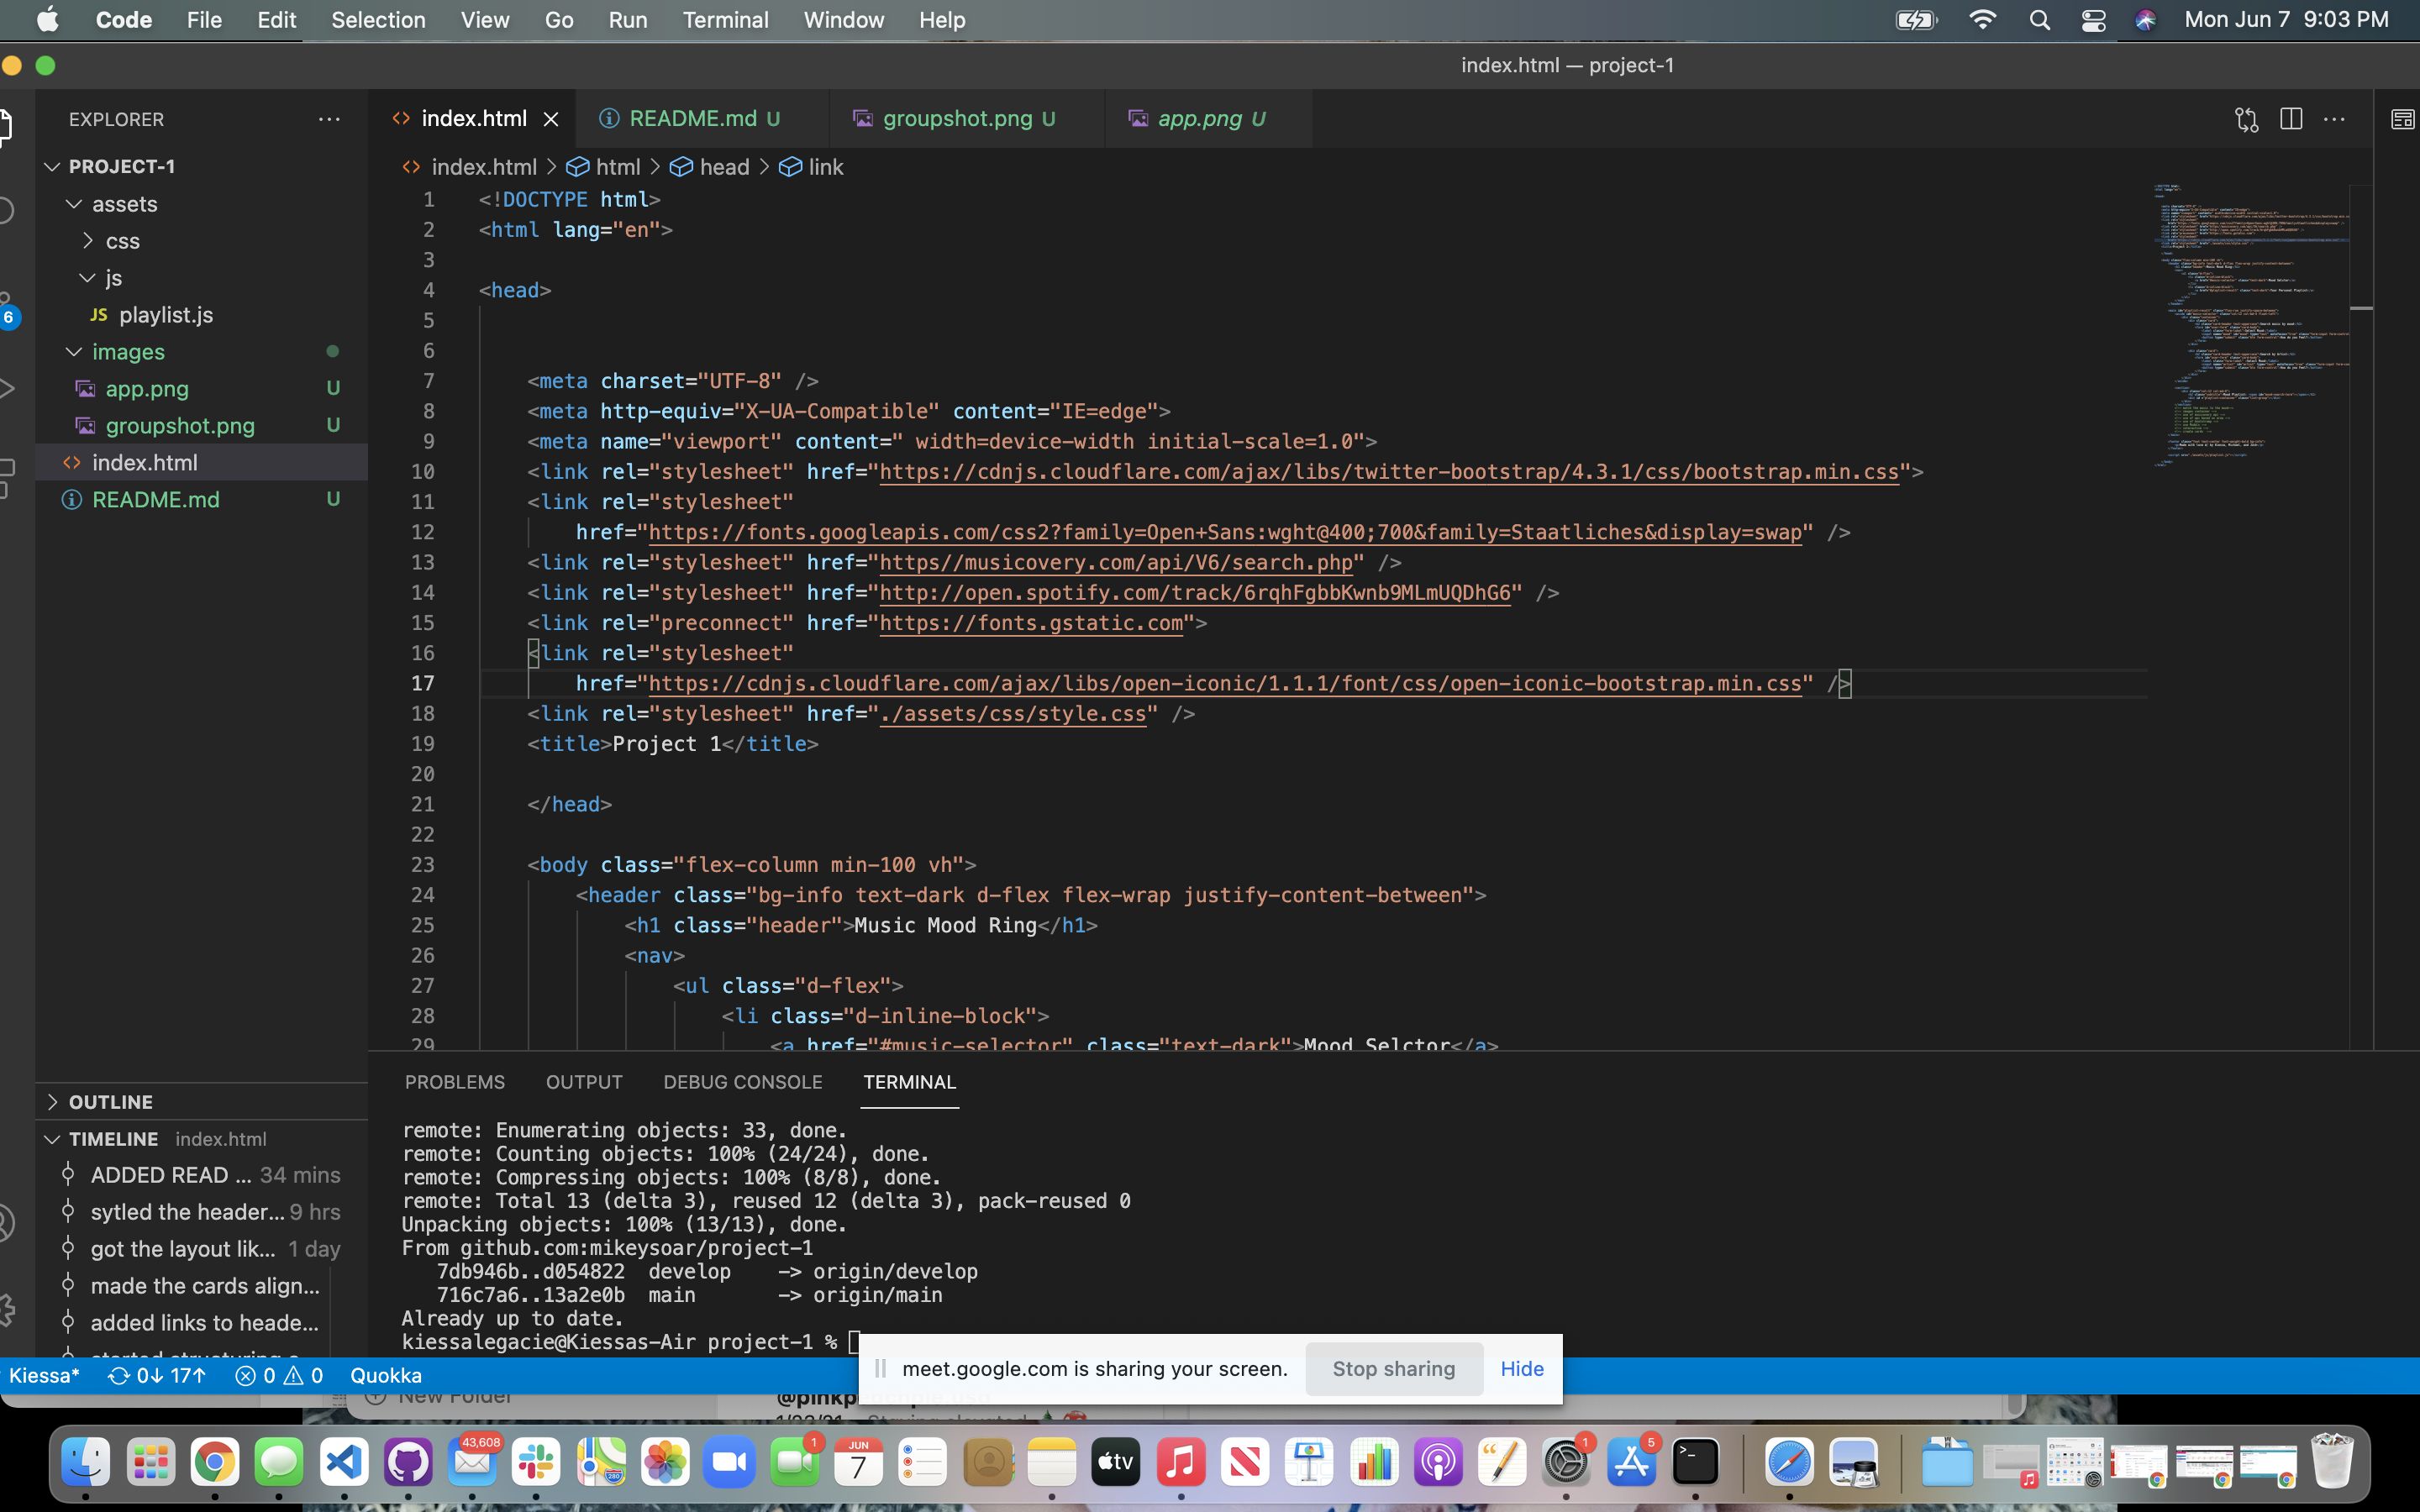 Code File Edit Selection View Go Run Terminal Window Help Mon Jun 7 9:03 PM
index.html — project-1
EXPLORER
index.html README.md U groupshot.png U app.png U
PROJECT-1
assets
css
js
JS playlist.js
images
app.png U
groupshot.png U
index.html
README.md U
6
index.html > html > head > link
1 <!DOCTYPE html>
2 <html lang="en">
3
4 <head>
5
6
7 <meta charset="UTF-8" />
8 <meta http-equiv="X-UA-Compatible" content="IE=edge">
9 <meta name="viewport" content=" width=device-width initial-scale=1.0">
10 <link rel="stylesheet" href="https://cdnjs.cloudflare.com/ajax/libs/twitter-bootstrap/4.3.1/css/bootstrap.min.css">
11 <link rel="stylesheet"
12 href="https://fonts.googleapis.com/css2?family=Open+Sans:wght@400;700&family=Staatliches&display=swap" />
13 <link rel="stylesheet" href="https//musicovery.com/api/V6/search.php" />
14 <link rel="stylesheet" href="http://open.spotify.com/track/6rqhFgbbKwnb9MLmUQDhG6" />
15 <link rel="preconnect" href="https://fonts.gstatic.com">
16 <link rel="stylesheet"
17 href="https://cdnjs.cloudflare.com/ajax/libs/open-iconic/1.1.1/font/css/open-iconic-bootstrap.min.css" />
18 <link rel="stylesheet" href="./assets/css/style.css" />
19 <title>Project 1</title>
20
21 </head>
22
23 <body class="flex-column min-100 vh">
24 <header class="bg-info text-dark d-flex flex-wrap justify-content-between">
25 <h1 class="header">Music Mood Ring</h1>
26 <nav>
27 <ul class="d-flex">
28 <li class="d-inline-block">
29 <a href="#music-selector" class="text-dark">Mood Selctor</a>
OUTLINE
TIMELINE index.html
ADDED READ ... 34 mins
sytled the header... 9 hrs
got the layout lik... 1 day
made the cards align...
added links to heade...
PROBLEMS OUTPUT DEBUG CONSOLE TERMINAL
remote: Enumerating objects: 33, done.
remote: Counting objects: 100% (24/24), done.
remote: Compressing objects: 100% (8/8), done.
remote: Total 13 (delta 3), reused 12 (delta 3), pack-reused 0
Unpacking objects: 100% (13/13), done.
From github.com:mikeysoar/project-1
7db946b..d054822 develop -> origin/develop
716c7a6..13a2e0b main -> origin/main
Already up to date.
kiessalegacie@Kiessas-Air project-1 %
Kiessa* 0↓ 17↑ 0 0 Quokka
meet.google.com is sharing your screen. Stop sharing Hide
New Folder
43,608 1 JUN 7 tv 1 5
280